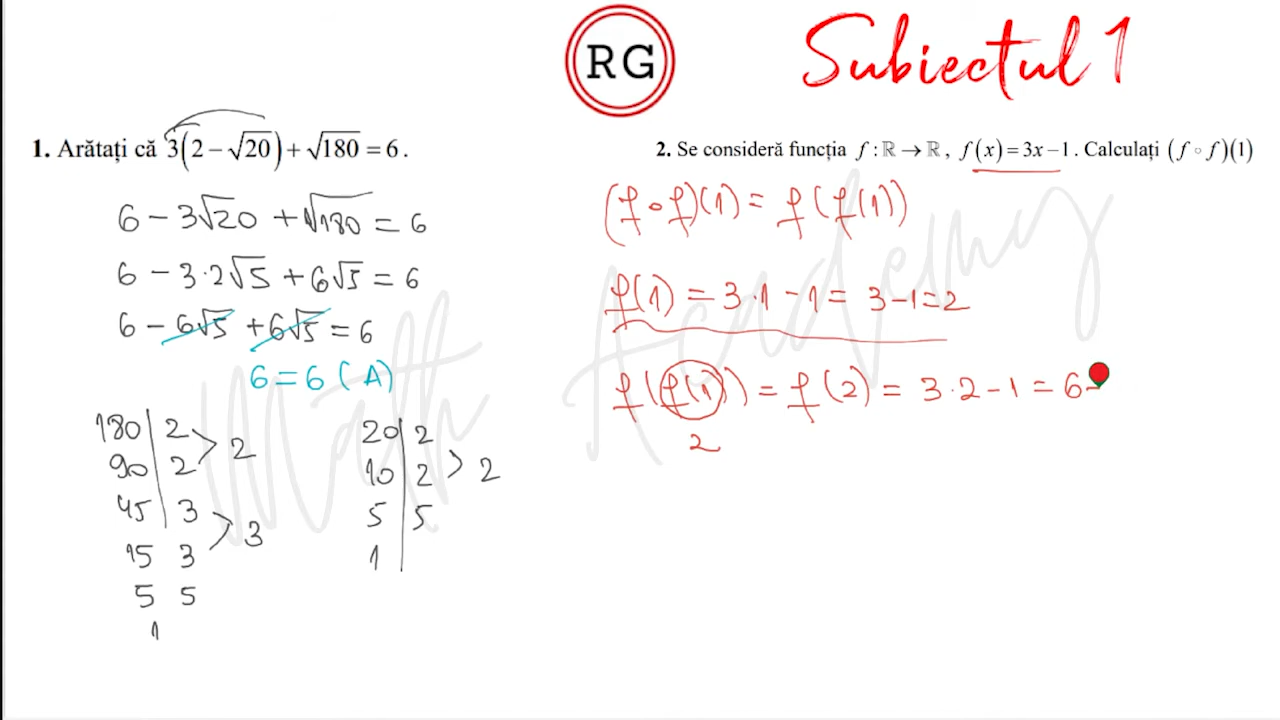 RG
Subiectul 1
1. Arătați că 3(2 − √20) + √180 = 6.
6 − 3√20 + √180 = 6
6 − 3·2√5 + 6√5 = 6
6 − 6√5 + 6√5 = 6
6 = 6 (A)
180 | 2
90 | 2 > 2
45 | 3
15 3 > 3
5 5
1
20 | 2
10 | 2 > 2
5 | 5
1 |
2. Se consideră funcția f : ℝ → ℝ, f(x) = 3x − 1. Calculați (f ∘ f)(1)
(f ∘ f)(1) = f(f(1))
f(1) = 3·1 − 1 = 3 − 1 = 2
f(f(1)) = f(2) = 3·2 − 1 = 6 −
2
Math Academy